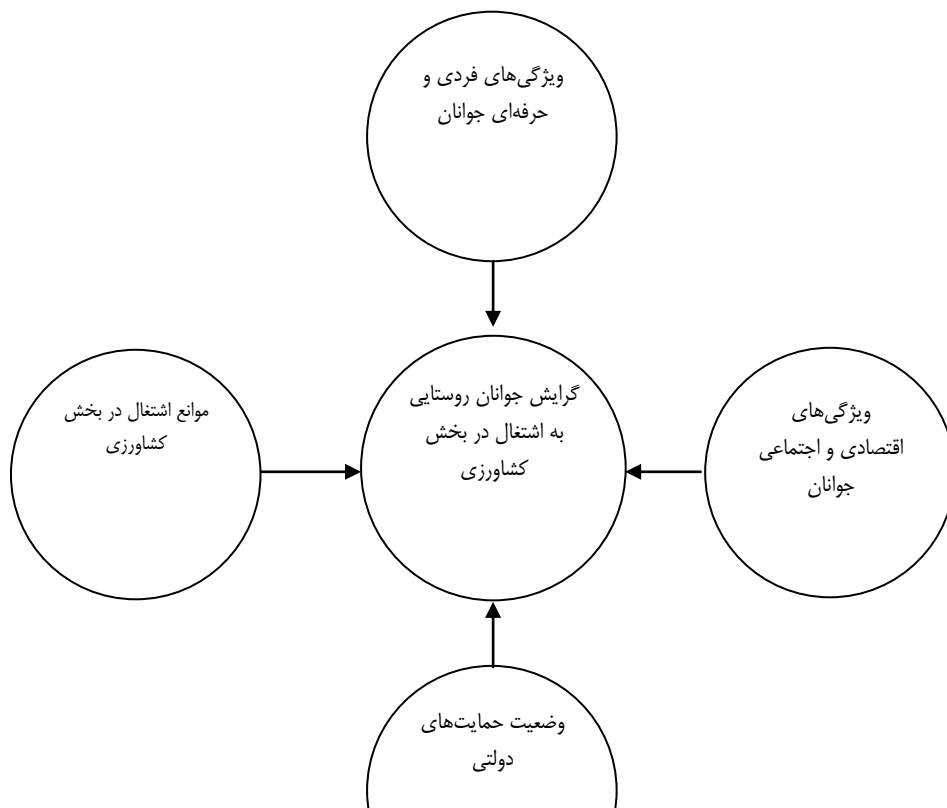 ویژگی‌های فردی و
حرفه‌ای جوانان
ویژگی‌های
اقتصادی و اجتماعی
جوانان
گرایش جوانان روستایی
به اشتغال در بخش
کشاورزی
موانع اشتغال در بخش
کشاورزی
وضعیت حمایت‌های
دولتی